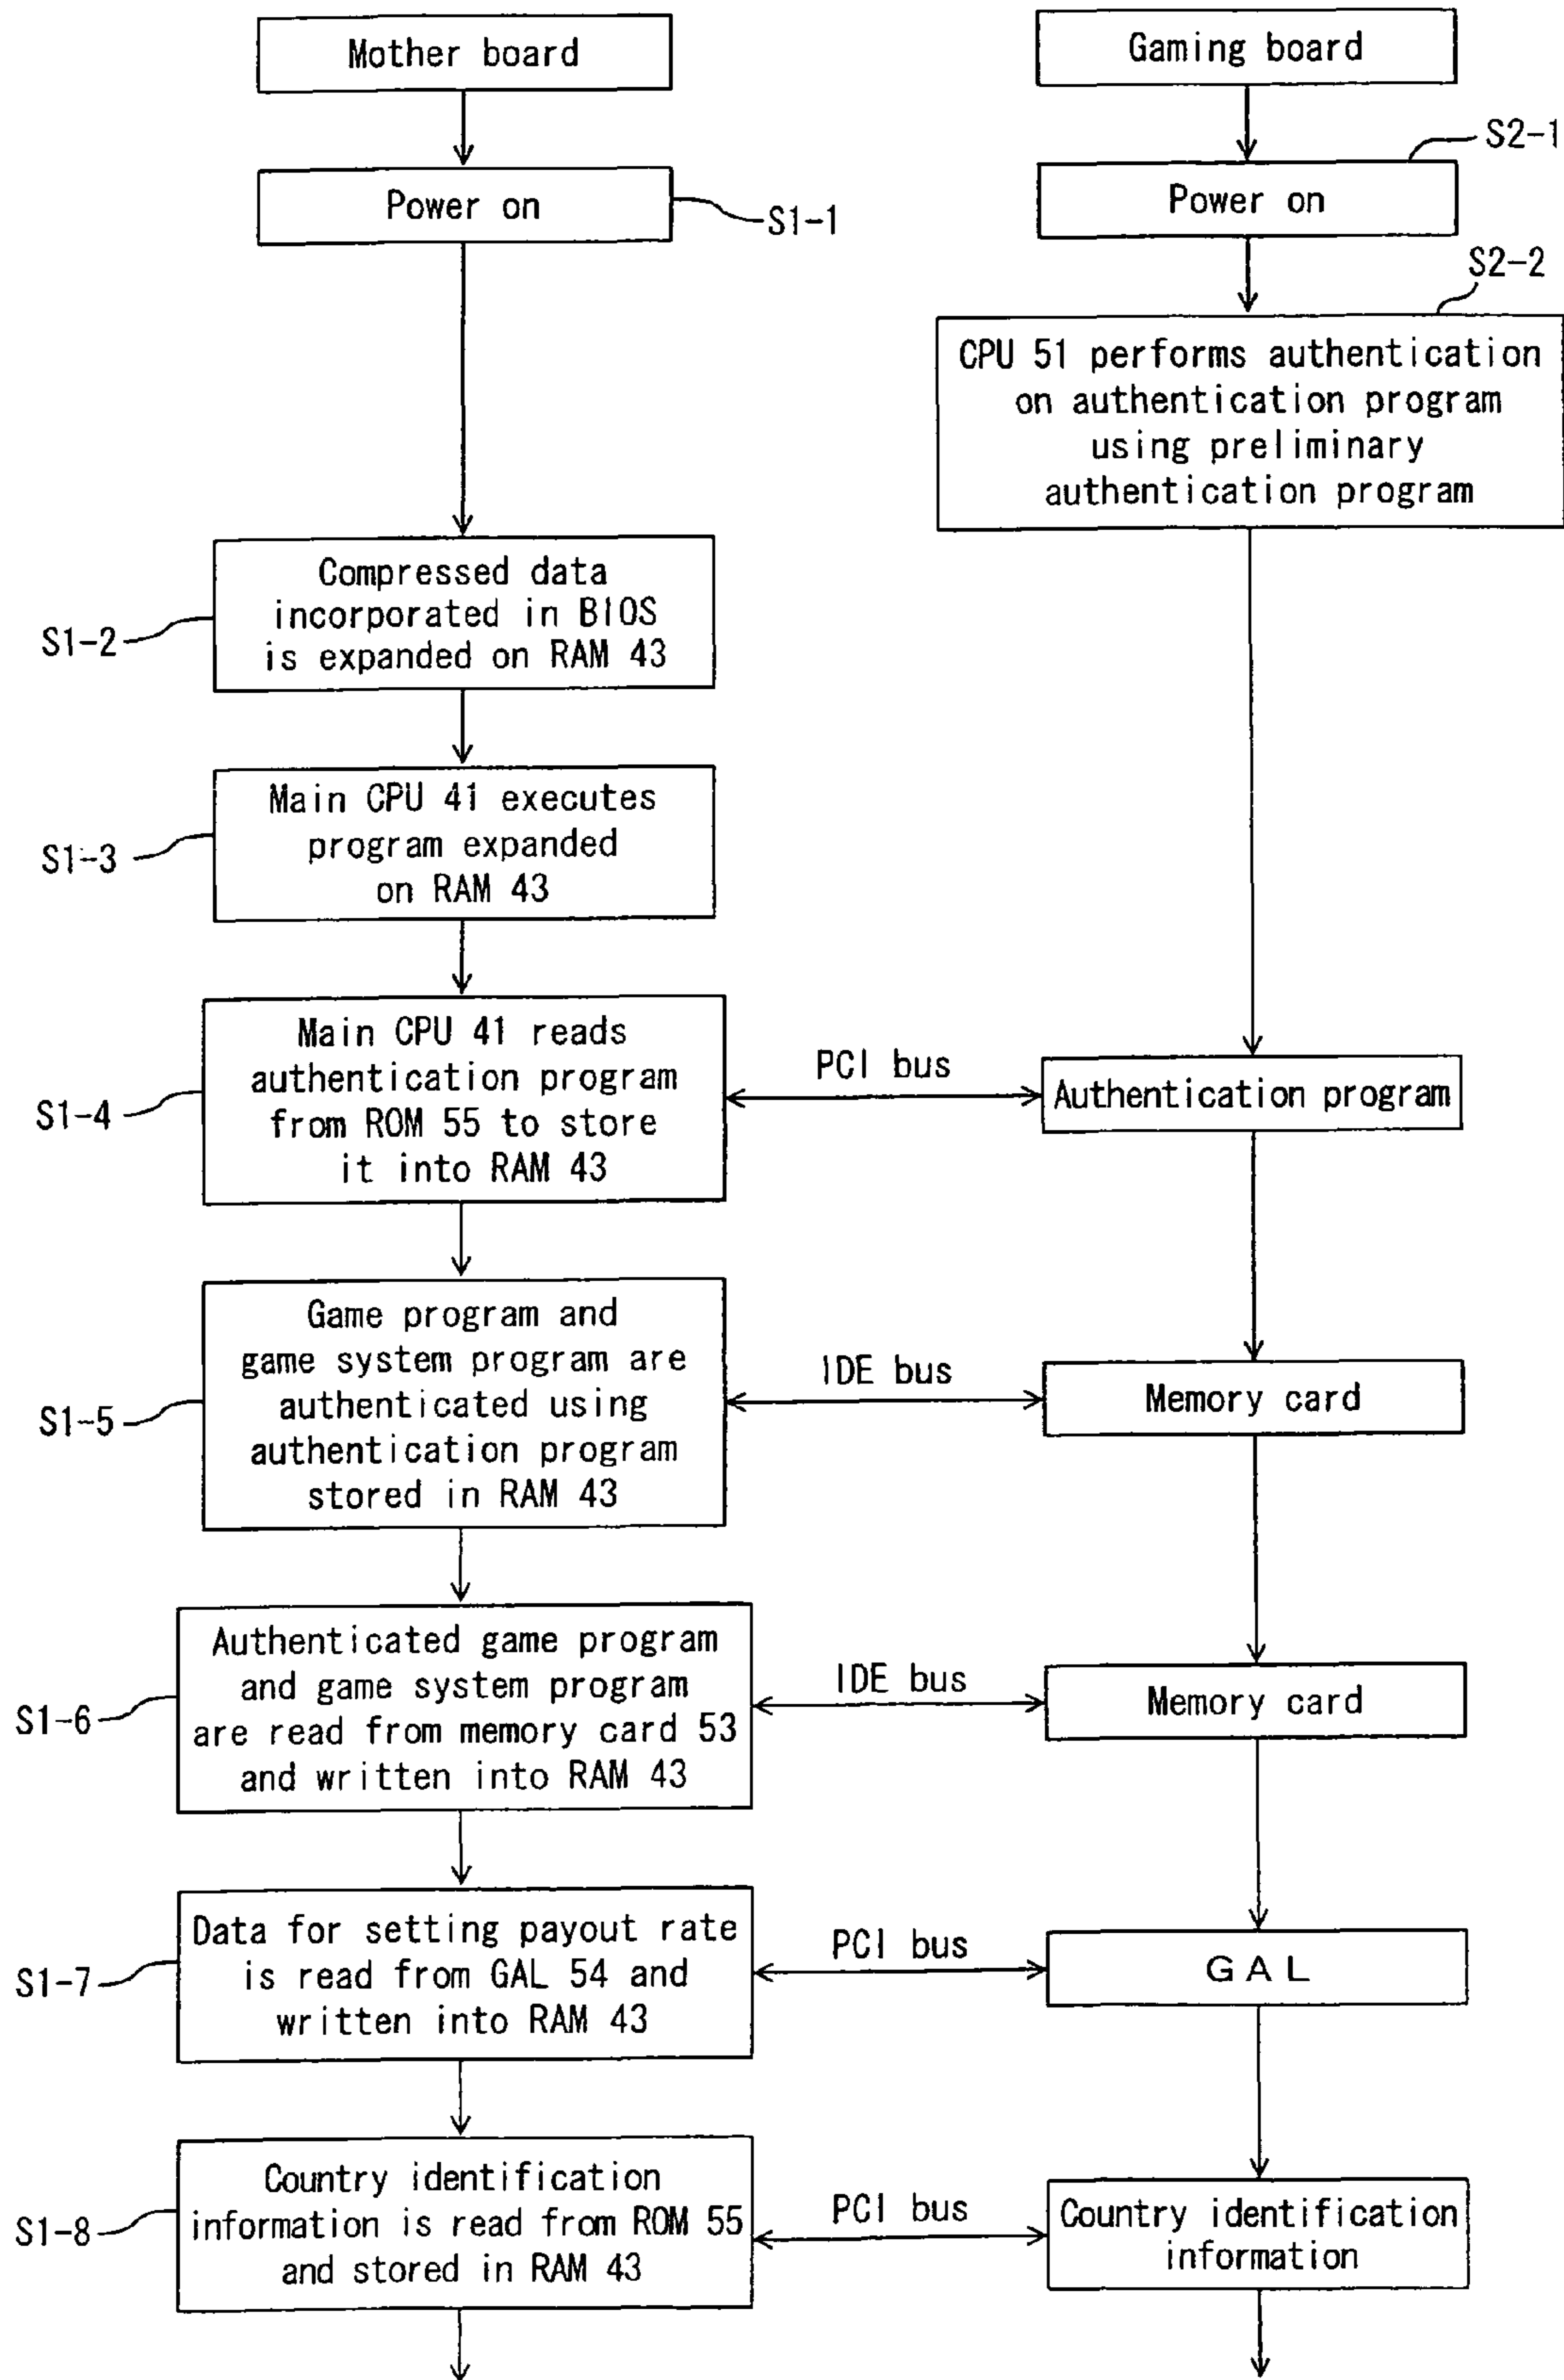 Mother board
Gaming board
S2-1
Power on
S1-1
Power on
S2-2
CPU 51 performs authentication
on authentication program
using preliminary
authentication program
Compressed data
incorporated in BIOS
is expanded on RAM 43
S1-2
Main CPU 41 executes
program expanded
on RAM 43
S1-3
Main CPU 41 reads
authentication program
from ROM 55 to store
it into RAM 43
S1-4
PCI bus
Authentication program
Game program and
game system program are
authenticated using
authentication program
stored in RAM 43
S1-5
IDE bus
Memory card
Authenticated game program
and game system program
are read from memory card 53
and written into RAM 43
S1-6
IDE bus
Memory card
Data for setting payout rate
is read from GAL 54 and
written into RAM 43
S1-7
PCI bus
GAL
Country identification
information is read from ROM 55
and stored in RAM 43
S1-8
PCI bus
Country identification
information